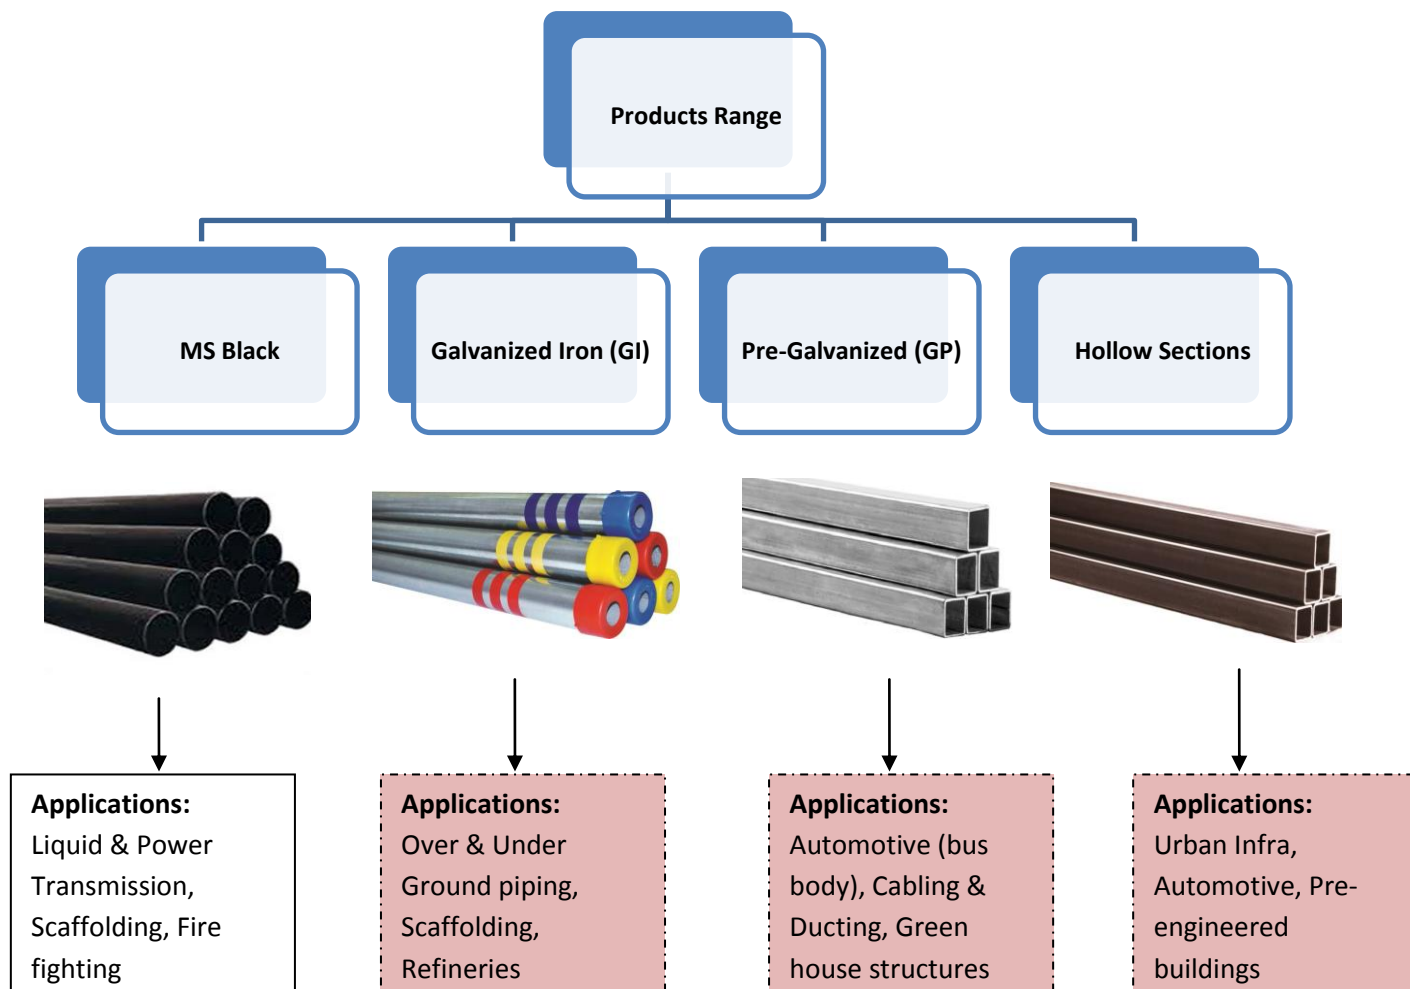 Products Range
MS Black
Galvanized Iron (GI)
Pre-Galvanized (GP)
Hollow Sections
Applications:
Liquid & Power
Transmission,
Scaffolding, Fire
fighting
Applications:
Over & Under
Ground piping,
Scaffolding,
Refineries
Applications:
Automotive (bus
body), Cabling &
Ducting, Green
house structures
Applications:
Urban Infra,
Automotive, Pre-
engineered
buildings